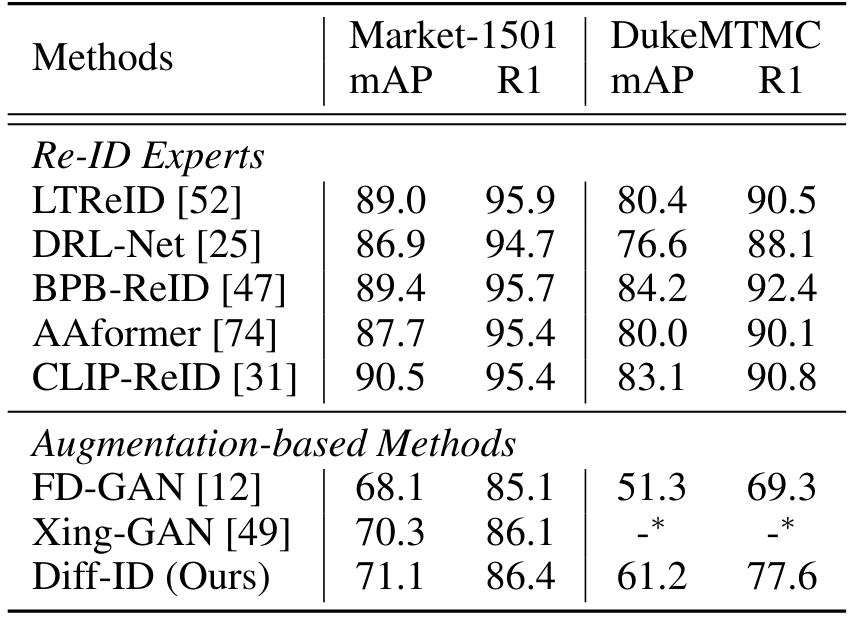 Methods Market-1501 DukeMTMC
mAP R1 mAP R1
Re-ID Experts
LTReID [52] 89.0 95.9 80.4 90.5
DRL-Net [25] 86.9 94.7 76.6 88.1
BPB-ReID [47] 89.4 95.7 84.2 92.4
AAformer [74] 87.7 95.4 80.0 90.1
CLIP-ReID [31] 90.5 95.4 83.1 90.8
Augmentation-based Methods
FD-GAN [12] 68.1 85.1 51.3 69.3
Xing-GAN [49] 70.3 86.1 -* -*
Diff-ID (Ours) 71.1 86.4 61.2 77.6